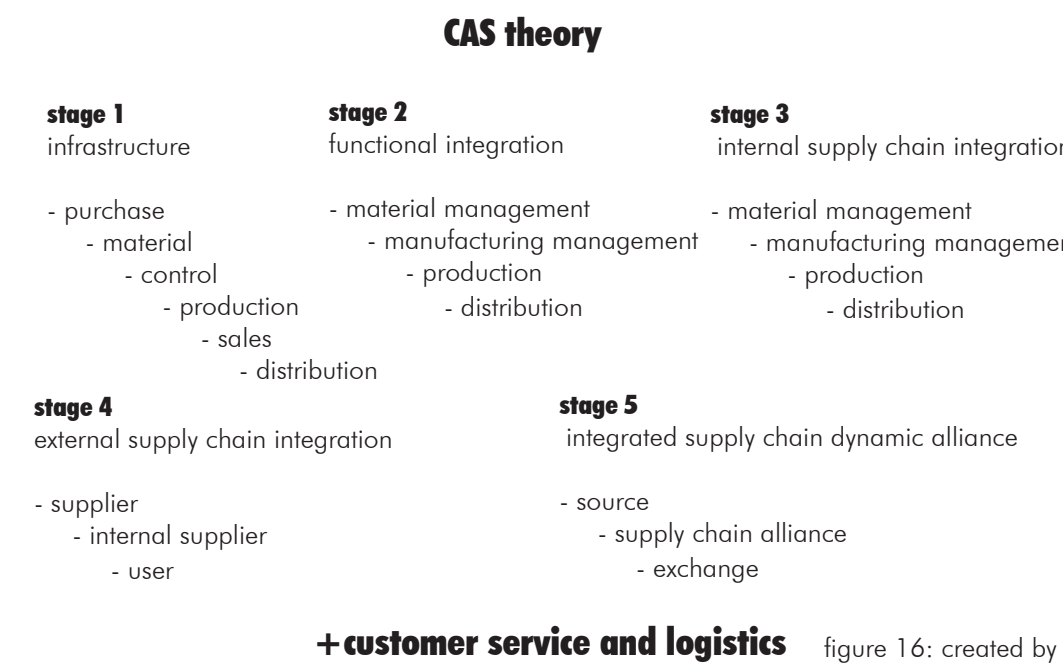 CAS theory
stage 1
infrastructure
- purchase
- material
- control
- production
- sales
- distribution
stage 2
functional integration
- material management
- manufacturing management
- production
- distribution
stage 3
internal supply chain integration
- material management
- manufacturing
- production
- distribution
stage 4
external supply chain integration
- supplier
- internal supplier
- user
stage 5
integrated supply chain dynamic alliance
- source
- supply chain alliance
- exchange
+customer service and logistics
figure 16: created by